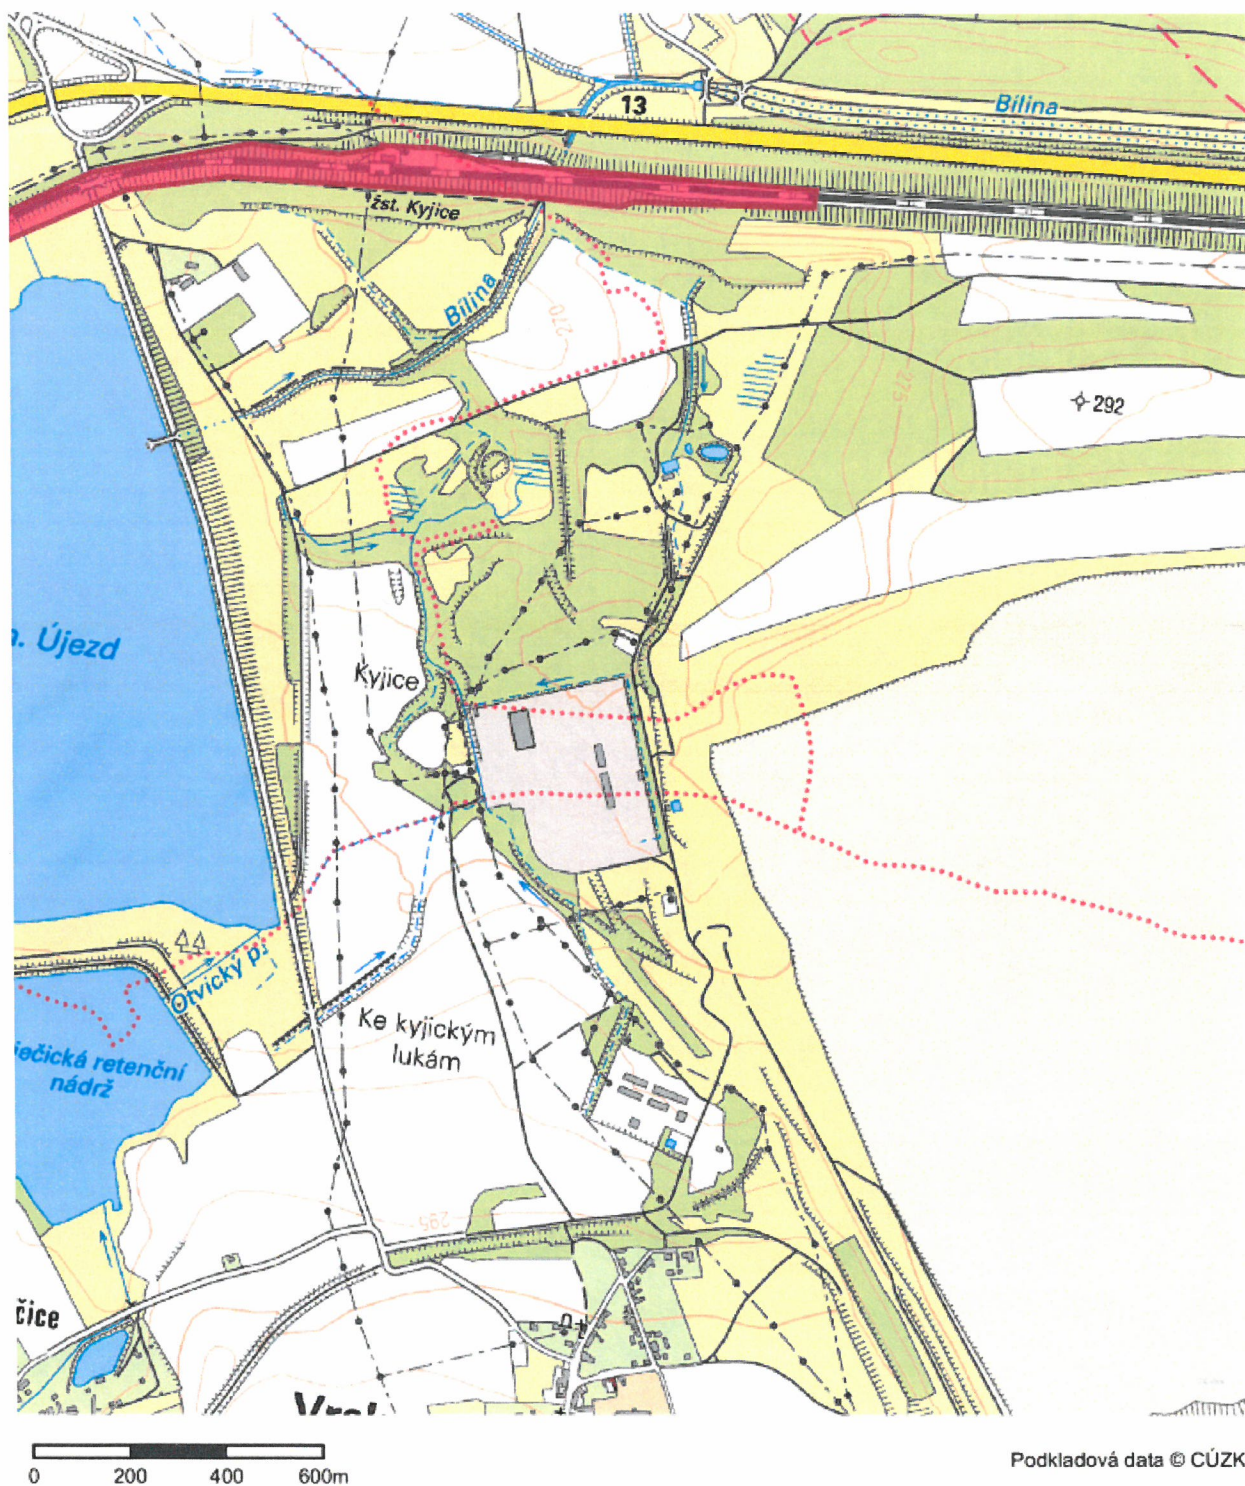 Bílina
13
žst. Kyjice
Bílina
270
275
292
n. Újezd
Kyjice
Otvický p.
Ke kyjickým
lukám
iečická retenční
nádrž
295
čice
0 200 400 600m
Podkladová data © CÚZK